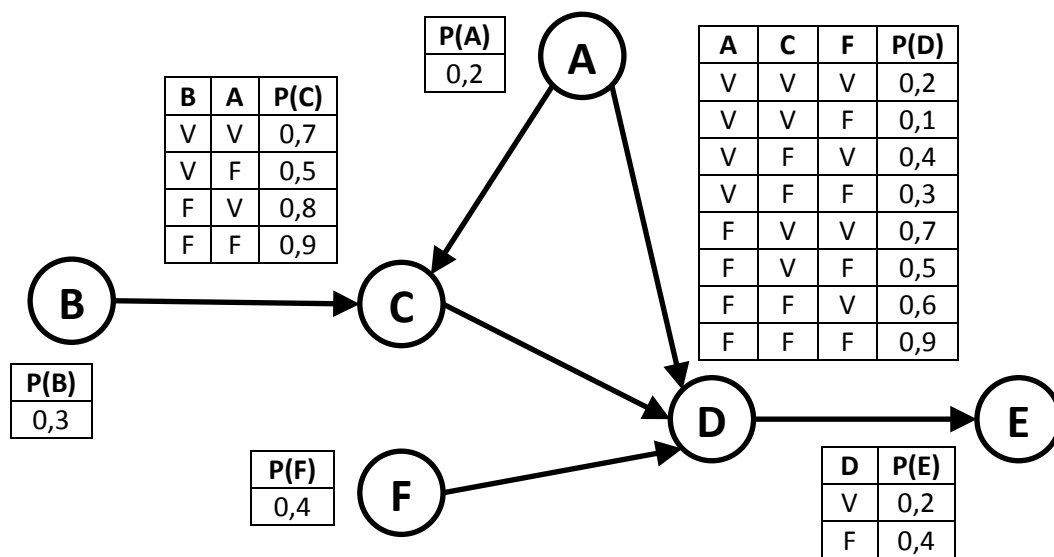 P(A)
0,2
A
A C F P(D)
V V V 0,2
V V F 0,1
V F V 0,4
V F F 0,3
F V V 0,7
F V F 0,5
F F V 0,6
F F F 0,9
B A P(C)
V V 0,7
V F 0,5
F V 0,8
F F 0,9
B
C
P(B)
0,3
D
E
P(F)
0,4
F
D P(E)
V 0,2
F 0,4